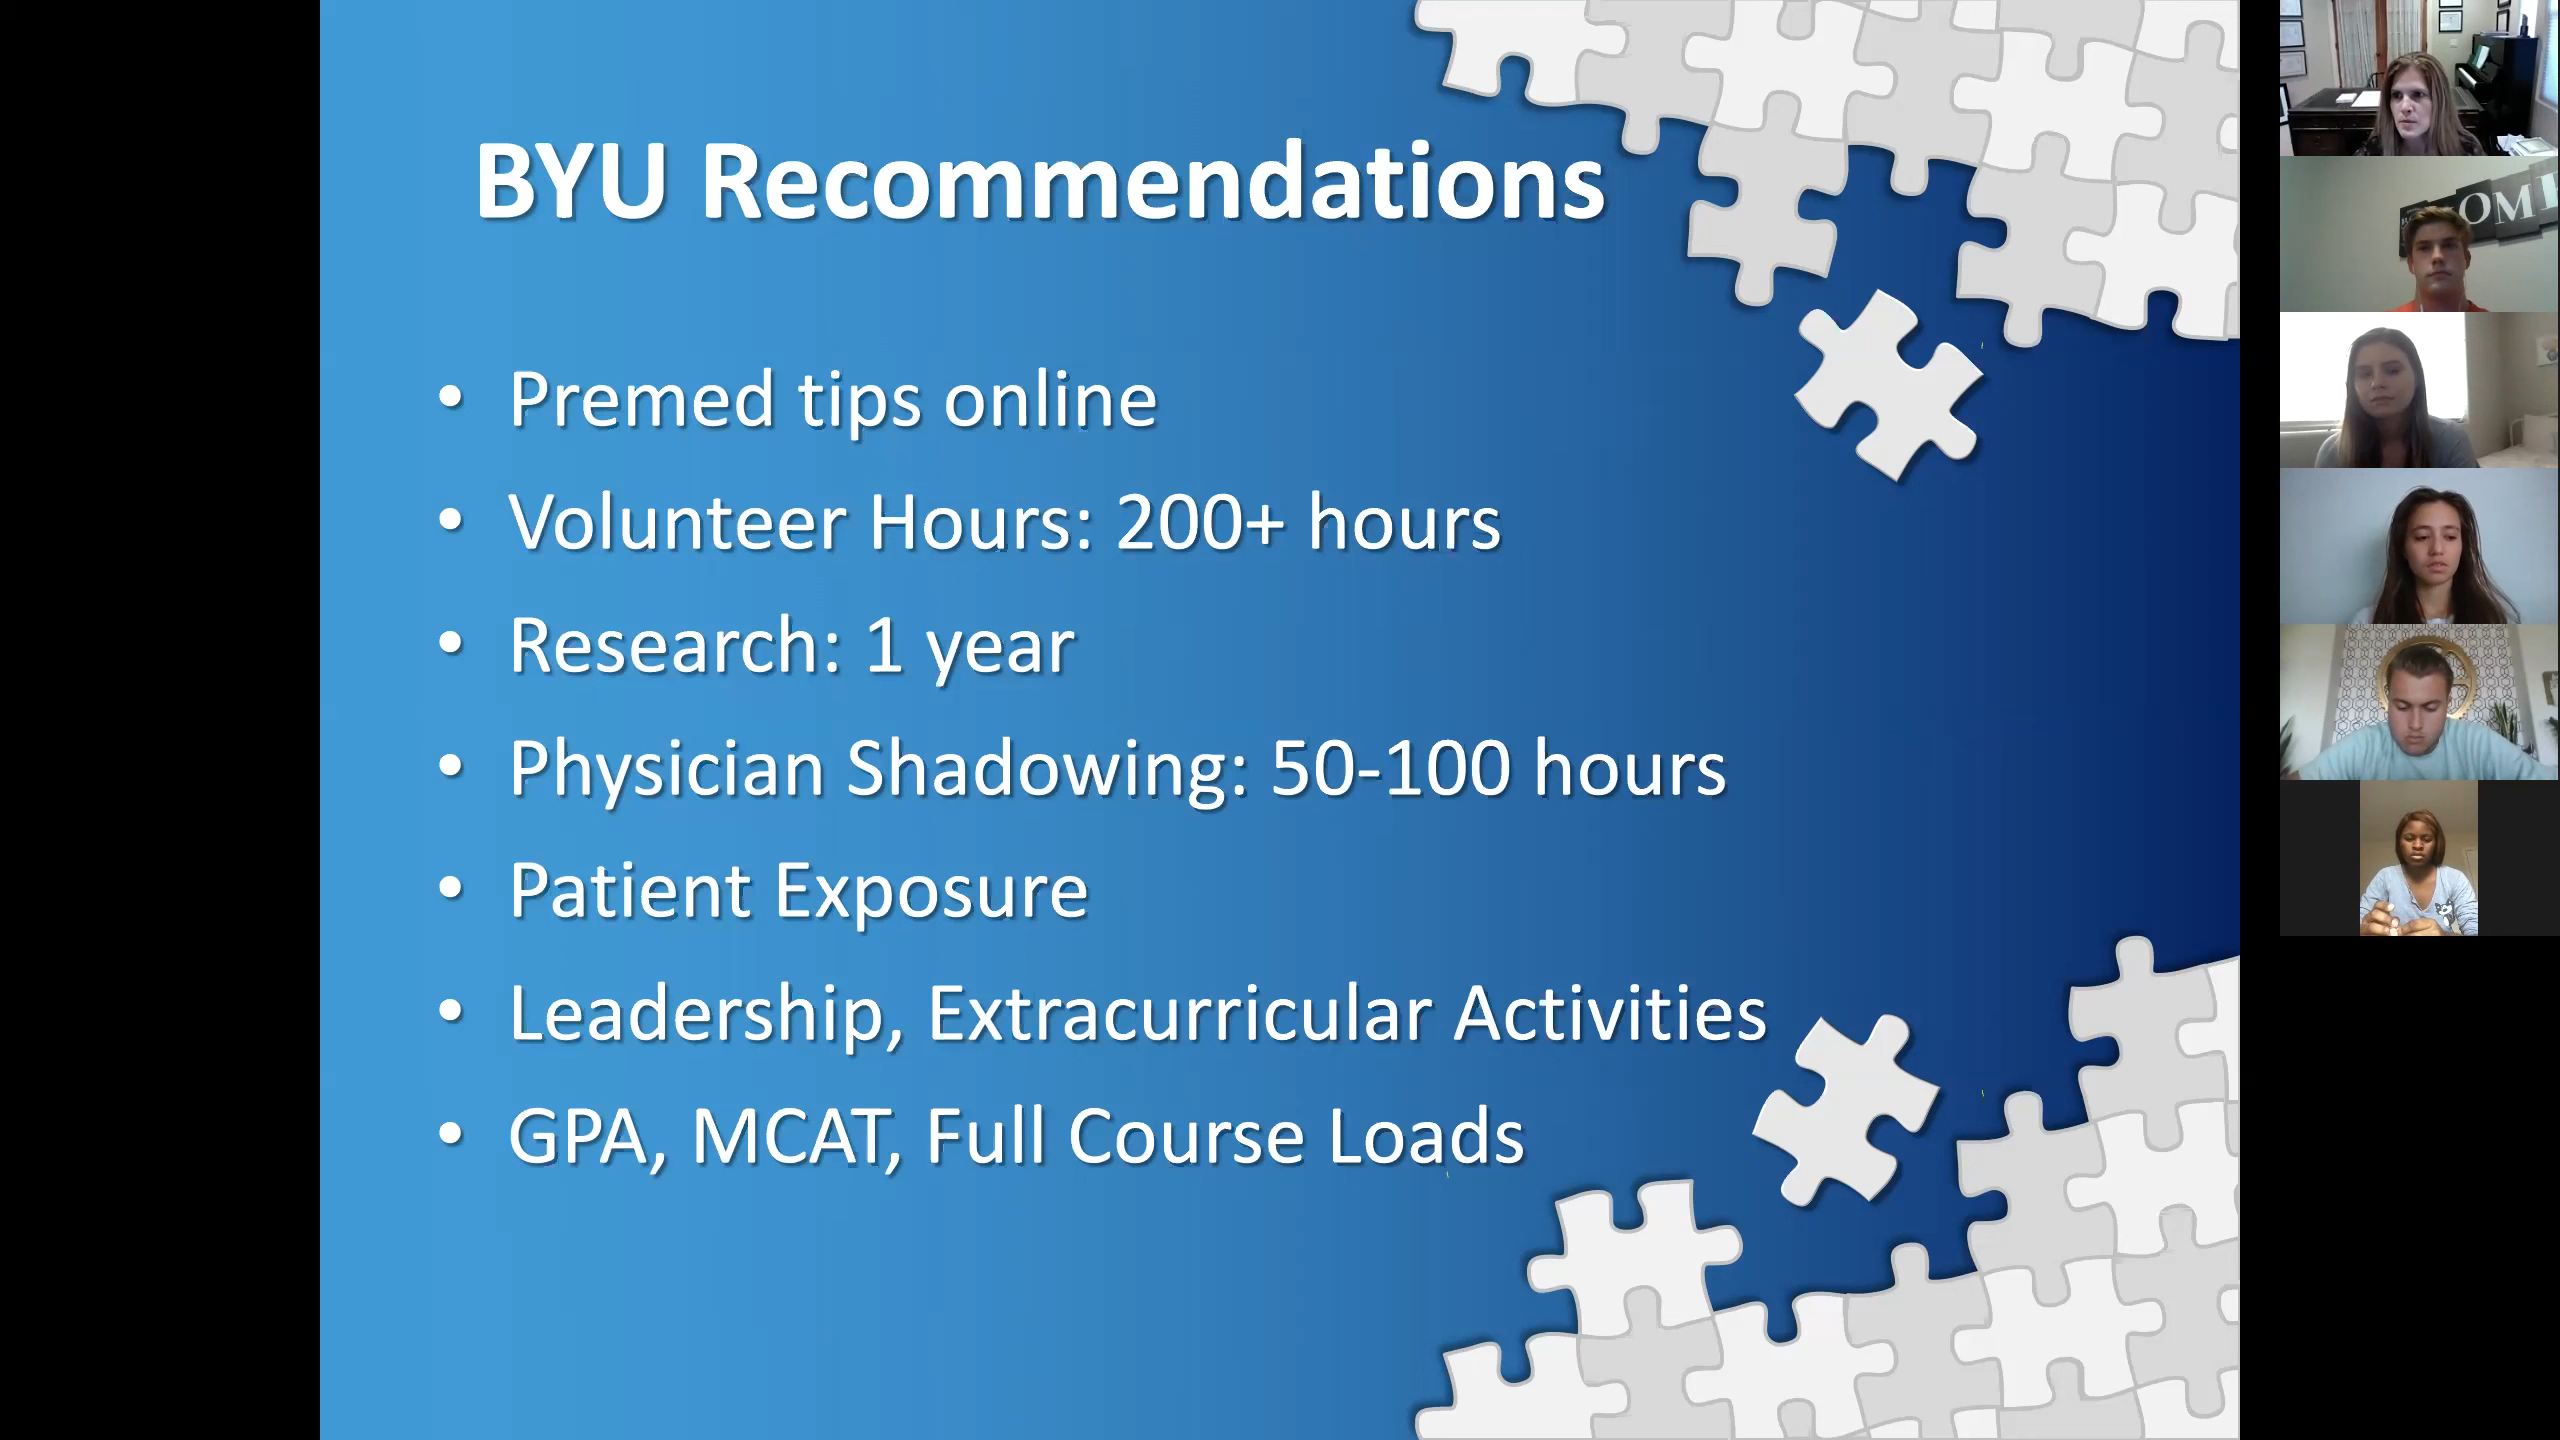 BYU Recommendations
• Premed tips online
• Volunteer Hours: 200+ hours
• Research: 1 year
• Physician Shadowing: 50-100 hours
• Patient Exposure
• Leadership, Extracurricular Activities
• GPA, MCAT, Full Course Loads
OM